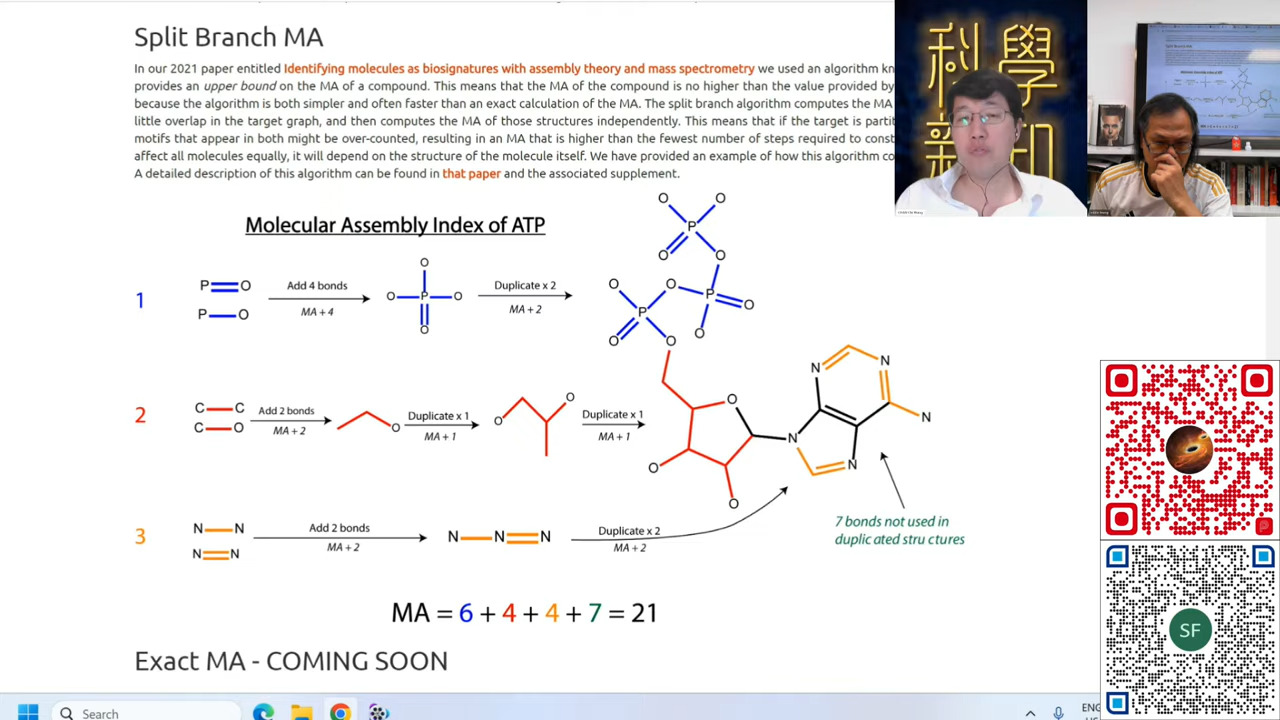 Split Branch MA
In our 2021 paper entitled Identifying molecules as biosignatures with assembly theory and mass spectrometry we used an algorithm kn
provides an upper bound on the MA of a compound. This means that the MA of the compound is no higher than the value provided by
because the algorithm is both simpler and often faster than an exact calculation of the MA. The split branch algorithm computes the MA
little overlap in the target graph, and then computes the MA of those structures independently. This means that if the target is parti
motifs that appear in both might be over-counted, resulting in an MA that is higher than the fewest number of steps required to const
affect all molecules equally, it will depend on the structure of the molecule itself. We have provided an example of how this algorithm co
A detailed description of this algorithm can be found in that paper and the associated supplement.
科學
新知
Molecular Assembly Index of ATP
1
P O
P O
Add 4 bonds
MA + 4
O
O P O
O
Duplicate x 2
MA + 2
O O
P
O O
O O P O
P
O O O
2
C C
C O
Add 2 bonds
MA + 2
O
Duplicate x 1
MA + 1
O O
Duplicate x 1
MA + 1
O
O
O
N N
N
N
N
3
N N
N N
Add 2 bonds
MA + 2
N N N
Duplicate x 2
MA + 2
7 bonds not used in
duplicated structures
MA = 6 + 4 + 4 + 7 = 21
Exact MA - COMING SOON
SF
Search
ENG